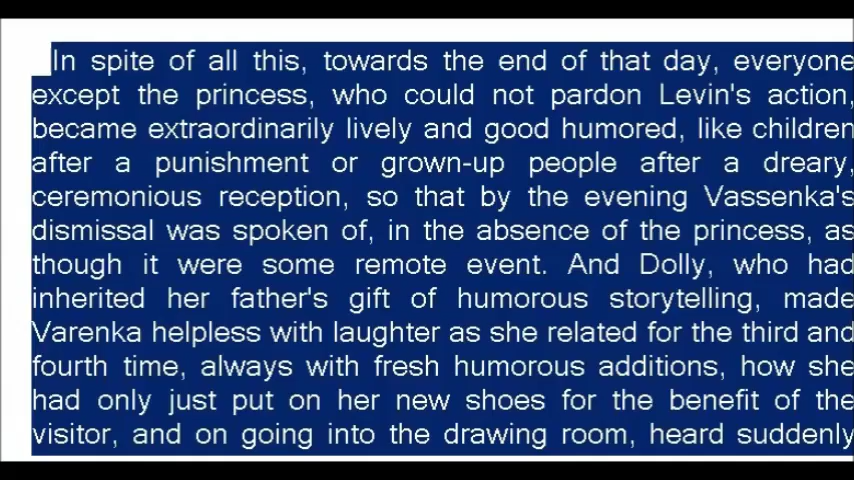 In spite of all this, towards the end of that day, everyone
except the princess, who could not pardon Levin's action,
became extraordinarily lively and good humored, like children
after a punishment or grown-up people after a dreary,
ceremonious reception, so that by the evening Vassenka's
dismissal was spoken of, in the absence of the princess, as
though it were some remote event. And Dolly, who had
inherited her father's gift of humorous storytelling, made
Varenka helpless with laughter as she related for the third and
fourth time, always with fresh humorous additions, how she
had only just put on her new shoes for the benefit of the
visitor, and on going into the drawing room, heard suddenly